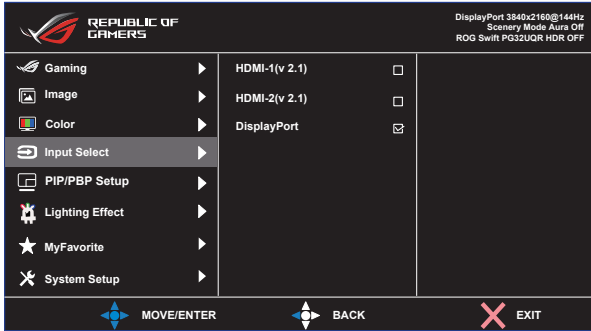 REPUBLIC OF
GAMERS
DisplayPort 3840x2160@144Hz
Scenery Mode Aura Off
ROG Swift PG32UQR HDR OFF
Gaming
Image
Color
Input Select
PIP/PBP Setup
Lighting Effect
MyFavorite
System Setup
HDMI-1(v 2.1)
HDMI-2(v 2.1)
DisplayPort
MOVE/ENTER
BACK
EXIT